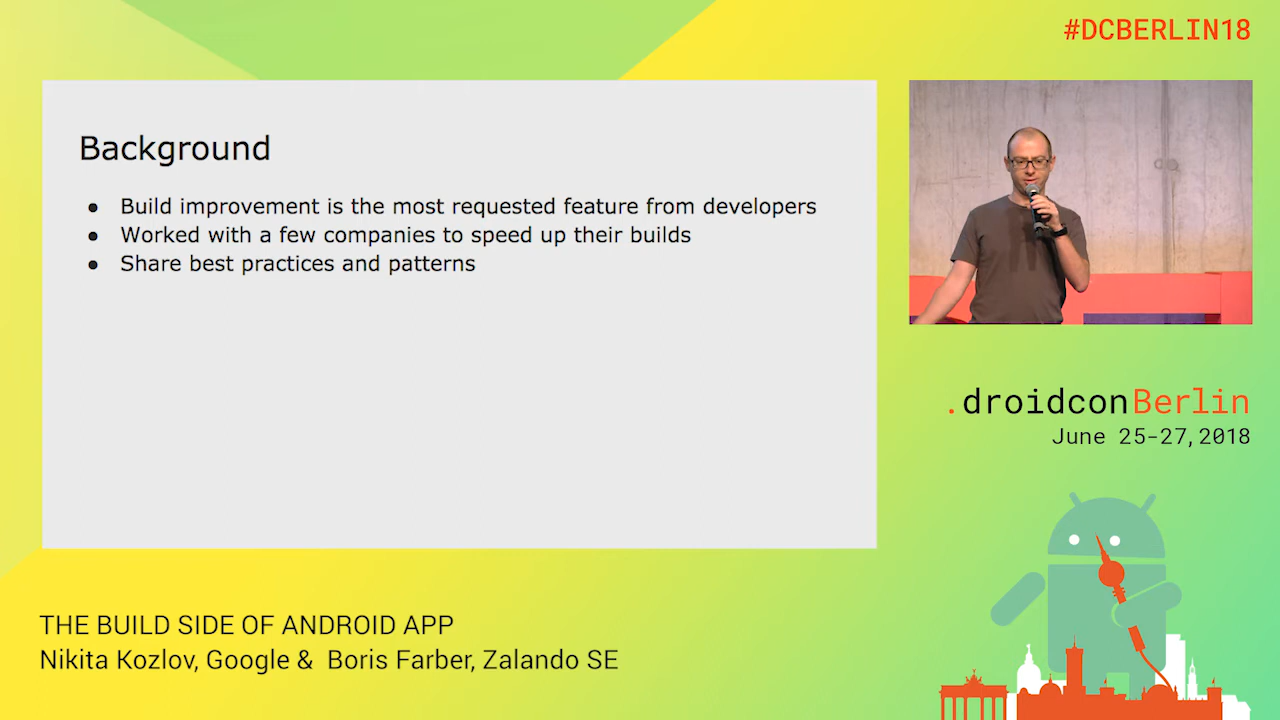 #DCBERLIN18
Background
● Build improvement is the most requested feature from developers
● Worked with a few companies to speed up their builds
● Share best practices and patterns
.droidconBerlin
June 25-27,2018
THE BUILD SIDE OF ANDROID APP
Nikita Kozlov, Google & Boris Farber, Zalando SE